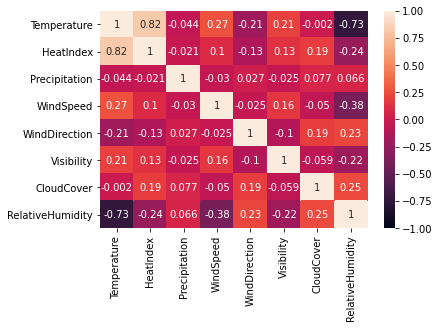 Temperature 1 0.82 -0.044 0.27 -0.21 0.21 -0.002 -0.73
HeatIndex 0.82 1 -0.021 0.1 -0.13 0.13 0.19 -0.24
Precipitation -0.044 -0.021 1 -0.03 0.027 -0.025 0.077 0.066
WindSpeed 0.27 0.1 -0.03 1 -0.025 0.16 -0.05 -0.38
WindDirection -0.21 -0.13 0.027 -0.025 1 -0.1 0.19 0.23
Visibility 0.21 0.13 -0.025 0.16 -0.1 1 -0.059 -0.22
CloudCover -0.002 0.19 0.077 -0.05 0.19 -0.059 1 0.25
RelativeHumidity -0.73 -0.24 0.066 -0.38 0.23 -0.22 0.25 1
Temperature
HeatIndex
Precipitation
WindSpeed
WindDirection
Visibility
CloudCover
RelativeHumidity
1.00
0.75
0.50
0.25
0.00
−0.25
−0.50
−0.75
−1.00